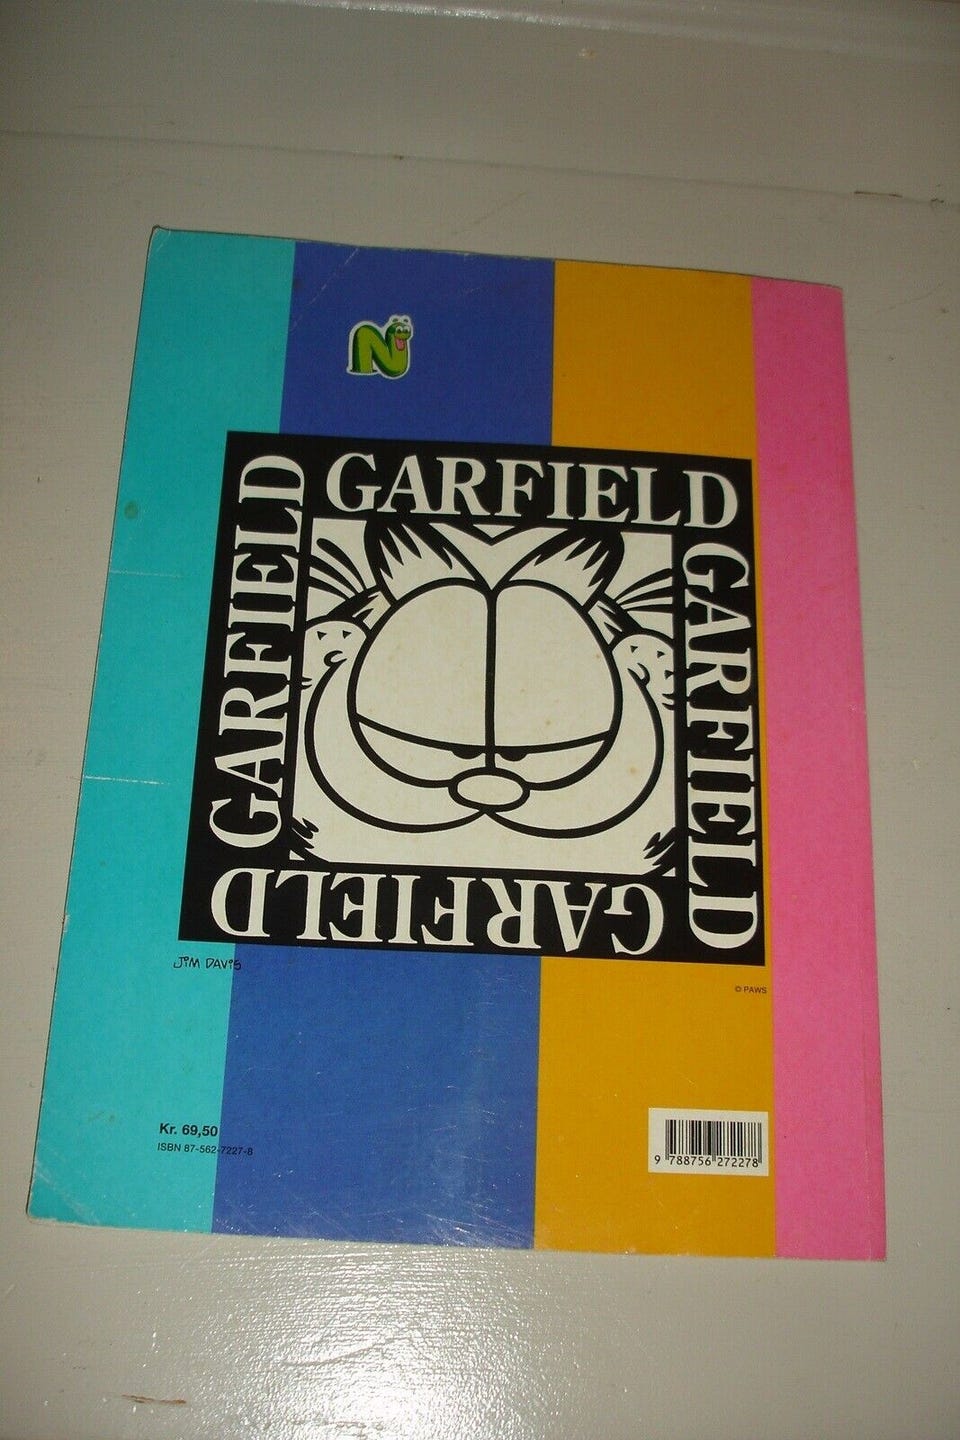 N
GARFIELD
GARFIELD
GARFIELD
GARFIELD
JIM DAVIS
© PAWS
Kr. 69,50
ISBN 87-562-7227-8
9 788756 272278